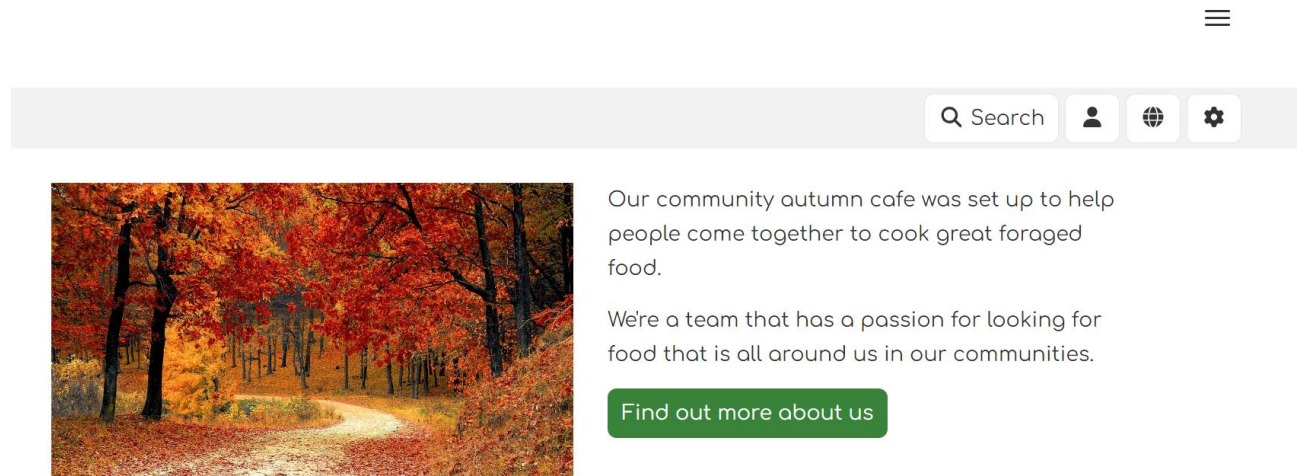 Search
Our community autumn cafe was set up to help
people come together to cook great foraged
food.
We're a team that has a passion for looking for
food that is all around us in our communities.
Find out more about us